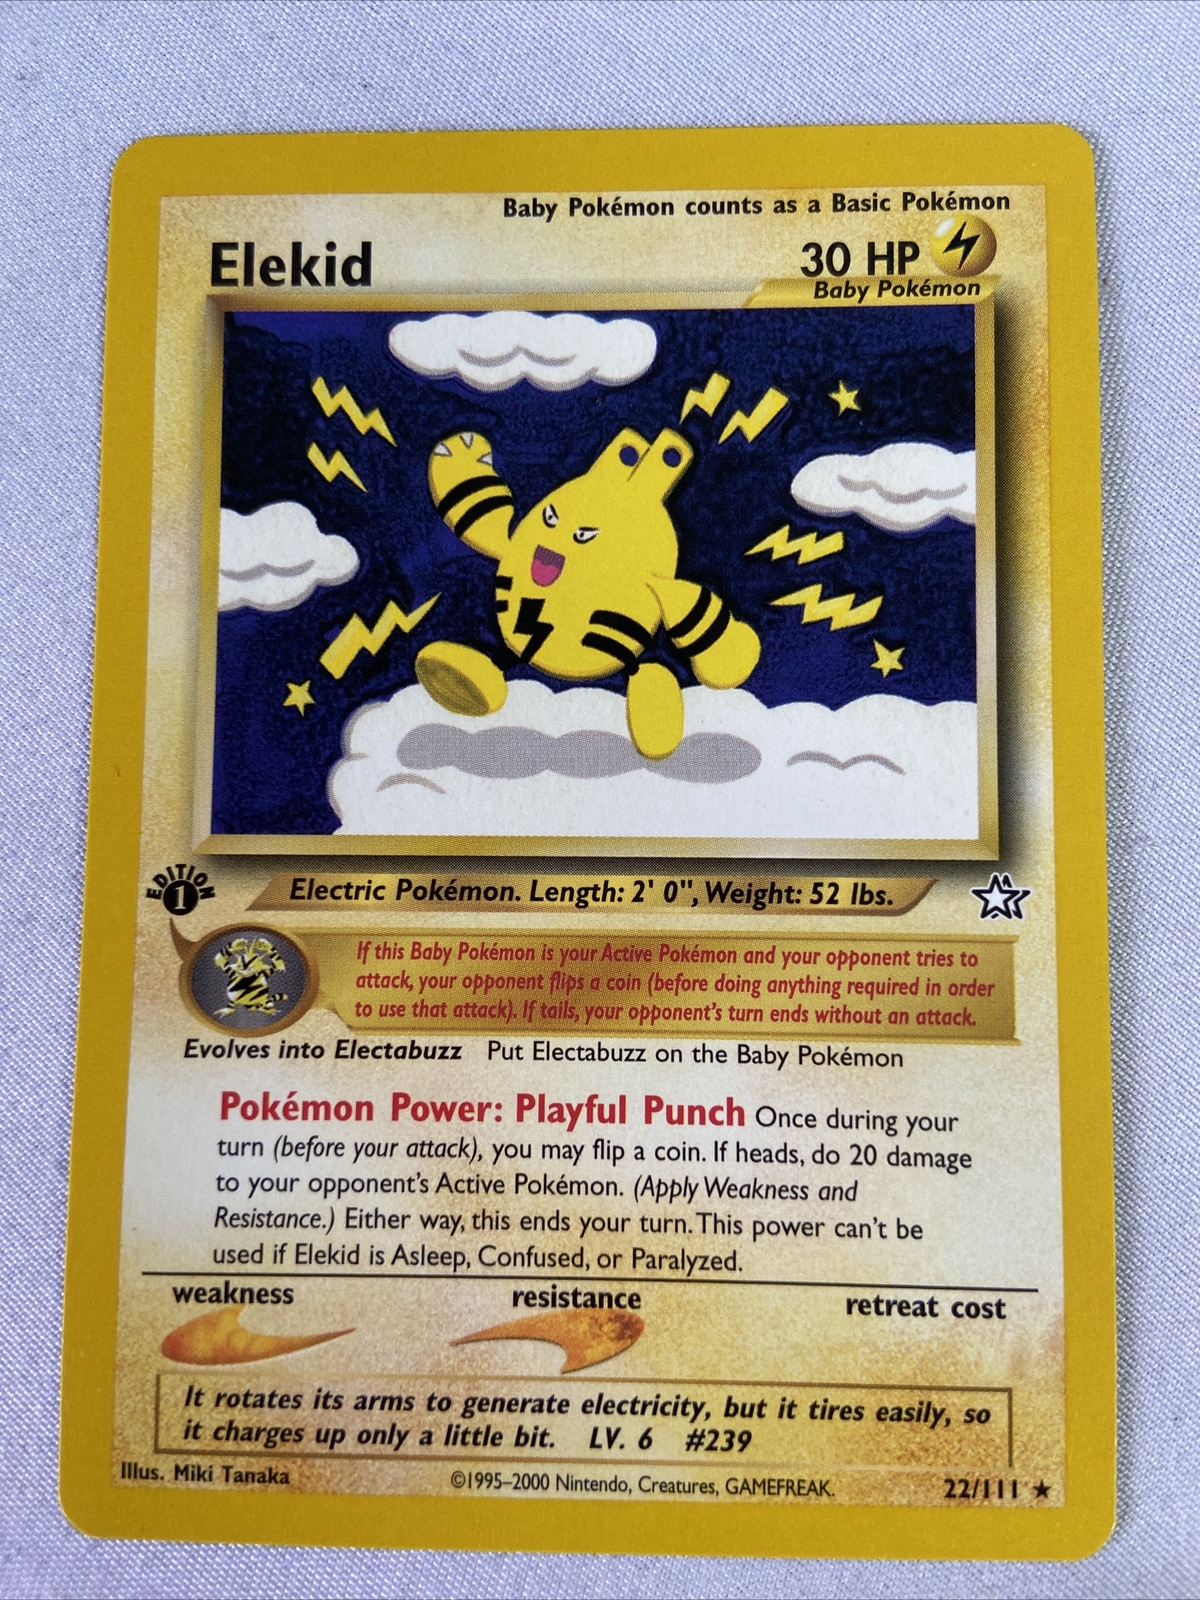 Baby Pokémon counts as a Basic Pokémon
Elekid
30 HP
Baby Pokémon
EDITION
1
Electric Pokémon. Length: 2' 0", Weight: 52 lbs.
If this Baby Pokémon is your Active Pokémon and your opponent tries to
attack, your opponent flips a coin (before doing anything required in order
to use that attack). If tails, your opponent's turn ends without an attack.
Evolves into Electabuzz Put Electabuzz on the Baby Pokémon
Pokémon Power: Playful Punch Once during your
turn (before your attack), you may flip a coin. If heads, do 20 damage
to your opponent's Active Pokémon. (Apply Weakness and
Resistance.) Either way, this ends your turn. This power can't be
used if Elekid is Asleep, Confused, or Paralyzed.
weakness resistance retreat cost
It rotates its arms to generate electricity, but it tires easily, so
it charges up only a little bit. LV. 6 #239
Illus. Miki Tanaka ©1995–2000 Nintendo, Creatures, GAMEFREAK. 22/111 ★